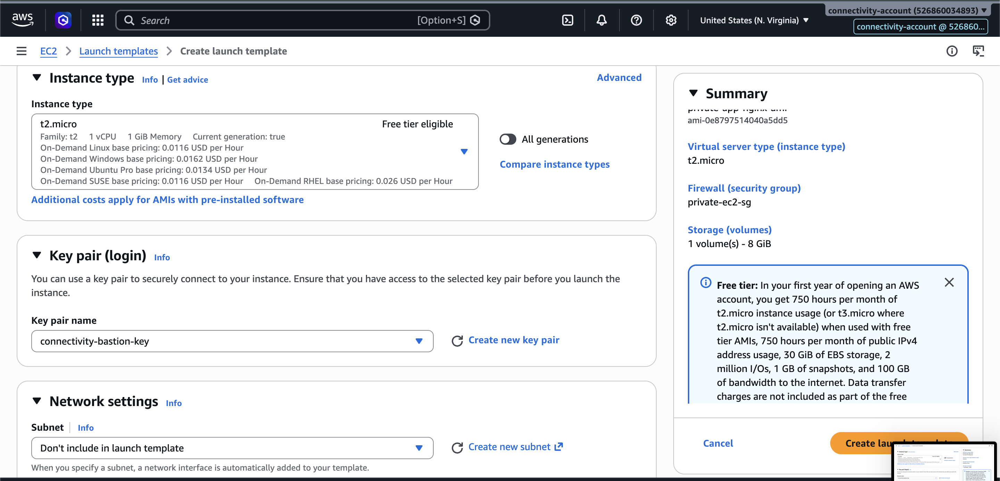 aws
Search
[Option+S]
United States (N. Virginia)
connectivity-account (526860034893)
connectivity-account @ 526860...
EC2
Launch templates
Create launch template
Instance type
Info
Get advice
Advanced
Instance type
t2.micro
Free tier eligible
Family: t2 1 vCPU 1 GiB Memory Current generation: true
On-Demand Linux base pricing: 0.0116 USD per Hour
On-Demand Windows base pricing: 0.0162 USD per Hour
On-Demand Ubuntu Pro base pricing: 0.0134 USD per Hour
On-Demand SUSE base pricing: 0.0116 USD per Hour On-Demand RHEL base pricing: 0.026 USD per Hour
All generations
Compare instance types
Additional costs apply for AMIs with pre-installed software
Key pair (login)
Info
You can use a key pair to securely connect to your instance. Ensure that you have access to the selected key pair before you launch the
instance.
Key pair name
connectivity-bastion-key
Create new key pair
Network settings
Info
Subnet
Info
Don't include in launch template
Create new subnet
When you specify a subnet, a network interface is automatically added to your template.
Summary
private-app-nginx-ami
ami-0e8797514040a5dd5
Virtual server type (instance type)
t2.micro
Firewall (security group)
private-ec2-sg
Storage (volumes)
1 volume(s) - 8 GiB
Free tier: In your first year of opening an AWS
account, you get 750 hours per month of
t2.micro instance usage (or t3.micro where
t2.micro isn't available) when used with free
tier AMIs, 750 hours per month of public IPv4
address usage, 30 GiB of EBS storage, 2
million I/Os, 1 GB of snapshots, and 100 GB
of bandwidth to the internet. Data transfer
charges are not included as part of the free
Cancel
Create launch template